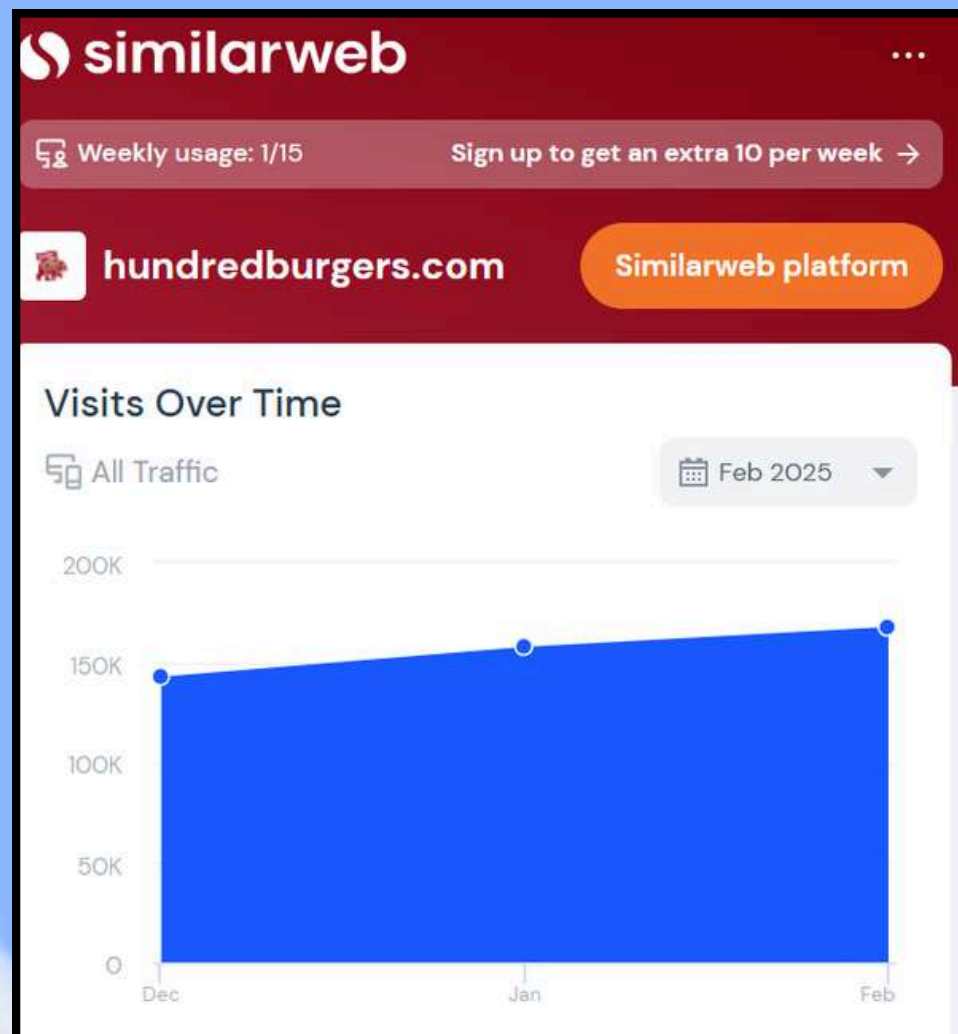 similarweb
Weekly usage: 1/15 Sign up to get an extra 10 per week →
hundredburgers.com Similarweb platform
Visits Over Time
All Traffic Feb 2025
200K
150K
100K
50K
0
Dec Jan Feb